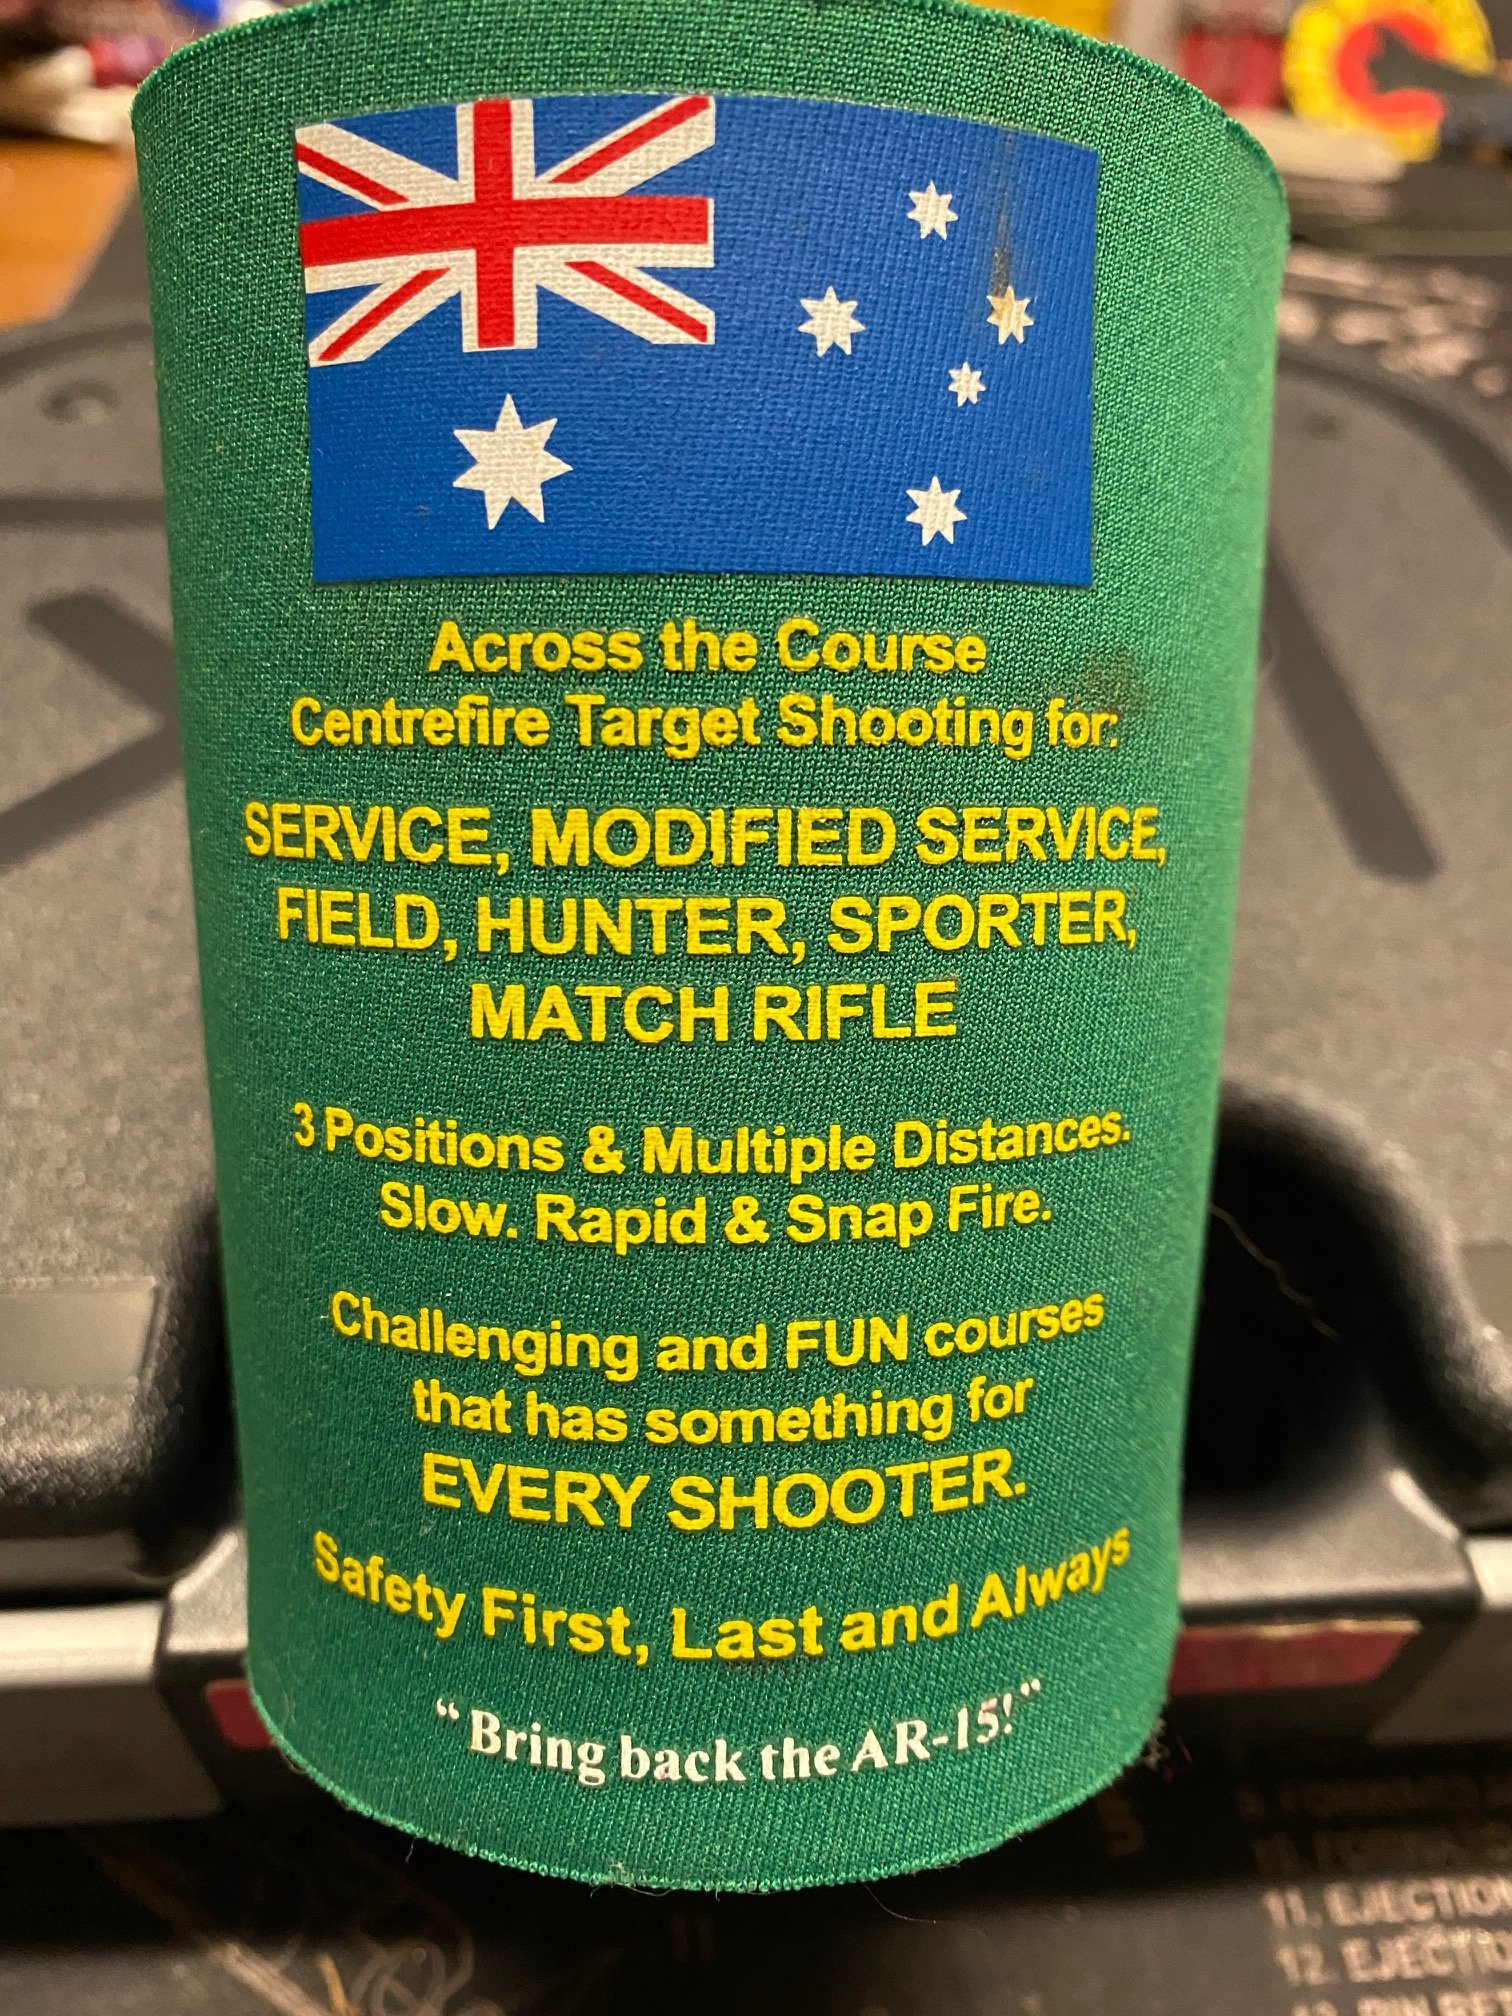 Across the Course
Centrefire Target Shooting for:
SERVICE, MODIFIED SERVICE,
FIELD, HUNTER, SPORTER,
MATCH RIFLE
3 Positions & Multiple Distances.
Slow. Rapid & Snap Fire.
Challenging and FUN courses
that has something for
EVERY SHOOTER.
Safety First, Last and Always
“Bring back the AR-15!”
11. EJECTION
12. EJECTIO